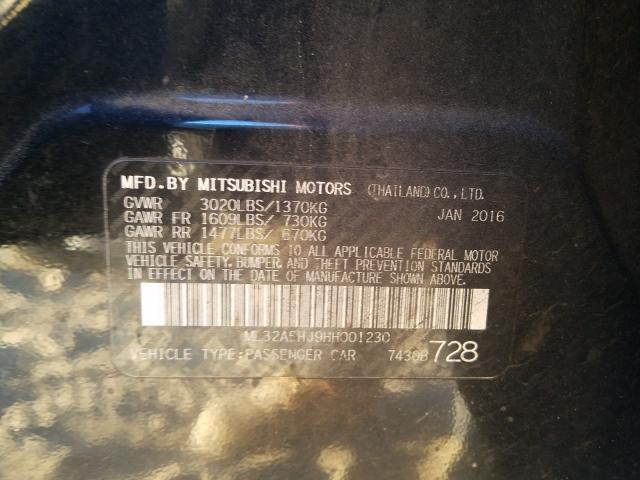 MFD.BY MITSUBISHI MOTORS (THAILAND)CO.,LTD.
GVWR 3020LBS/1370KG JAN 2016
GAWR FR 1609LBS/ 730KG
GAWR RR 1477LBS/ 670KG
THIS VEHICLE CONFORMS TO ALL APPLICABLE FEDERAL MOTOR
VEHICLE SAFETY, BUMPER, AND THEFT PREVENTION STANDARDS
IN EFFECT ON THE DATE OF MANUFACTURE SHOWN ABOVE.
ML32A5HJ9HH001230
VEHICLE TYPE:PASSENGER CAR 7430B 728